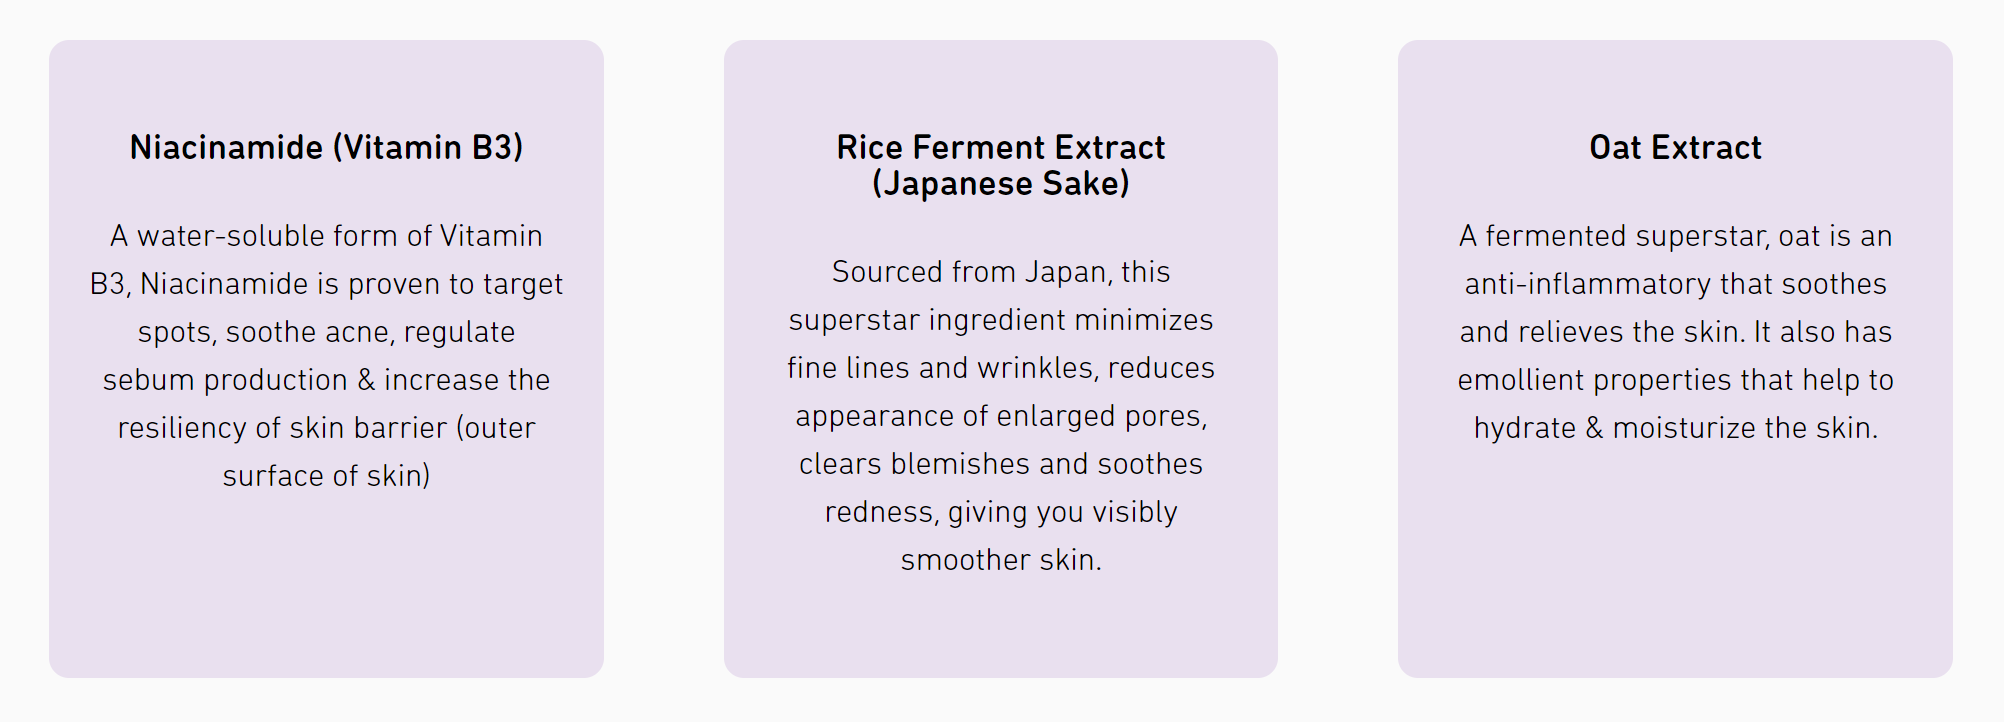 Niacinamide (Vitamin B3)
A water-soluble form of Vitamin
B3, Niacinamide is proven to target
spots, soothe acne, regulate
sebum production & increase the
resiliency of skin barrier (outer
surface of skin)
Rice Ferment Extract
(Japanese Sake)
Sourced from Japan, this
superstar ingredient minimizes
fine lines and wrinkles, reduces
appearance of enlarged pores,
clears blemishes and soothes
redness, giving you visibly
smoother skin.
Oat Extract
A fermented superstar, oat is an
anti-inflammatory that soothes
and relieves the skin. It also has
emollient properties that help to
hydrate & moisturize the skin.